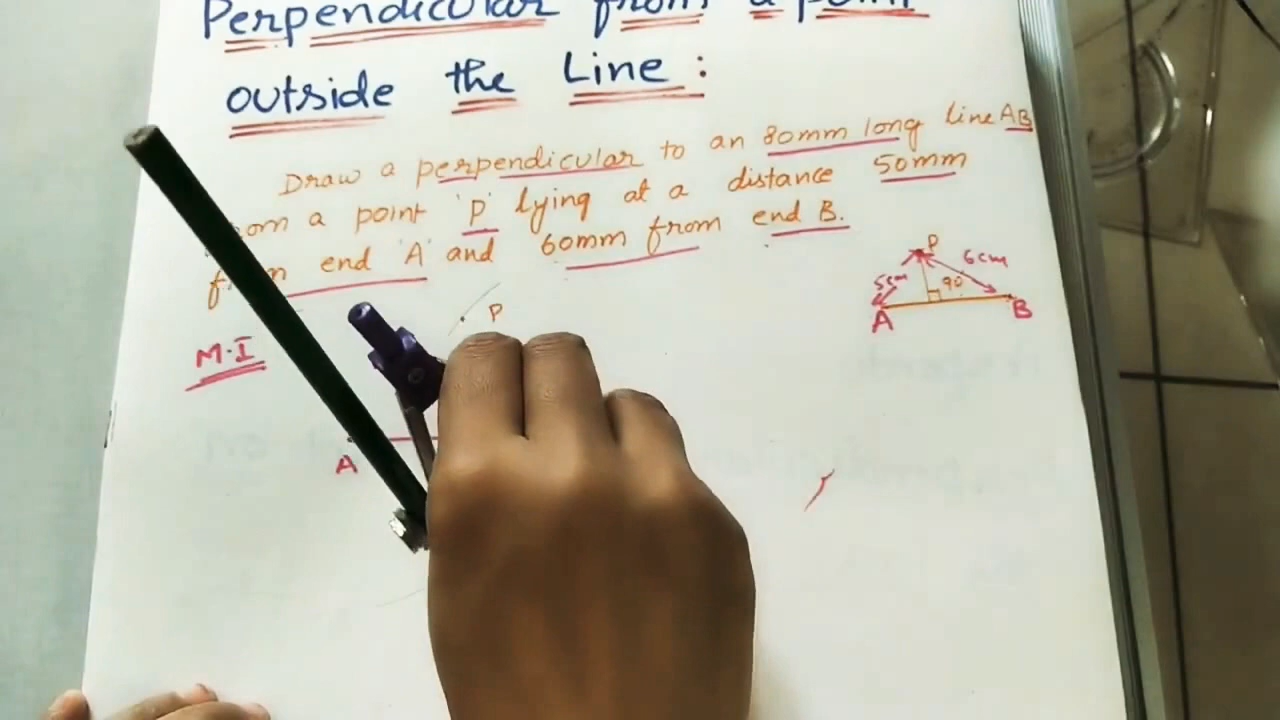 Perpendicular from a point
outside the Line:
Draw a perpendicular to an 80mm long line AB
from a point 'P' lying at a distance 50mm
from end 'A' and 60mm from end B.
P
5cm
6cm
90
A
B
P
M.I
A